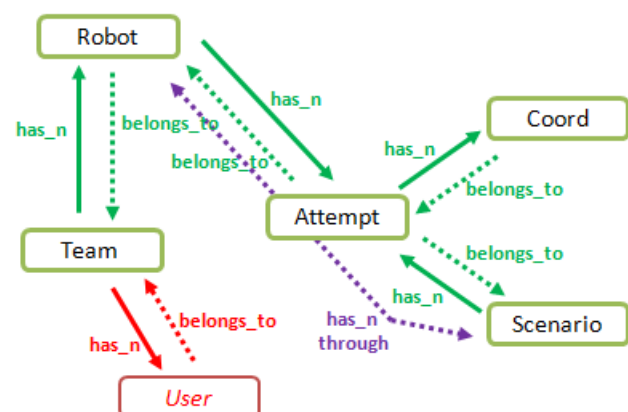 Robot
has_n
has_n
belongs_to
belongs_to
Coord
has_n
belongs_to
Attempt
Team
belongs_to
has_n
belongs_to
has_n
has_n
through
Scenario
User